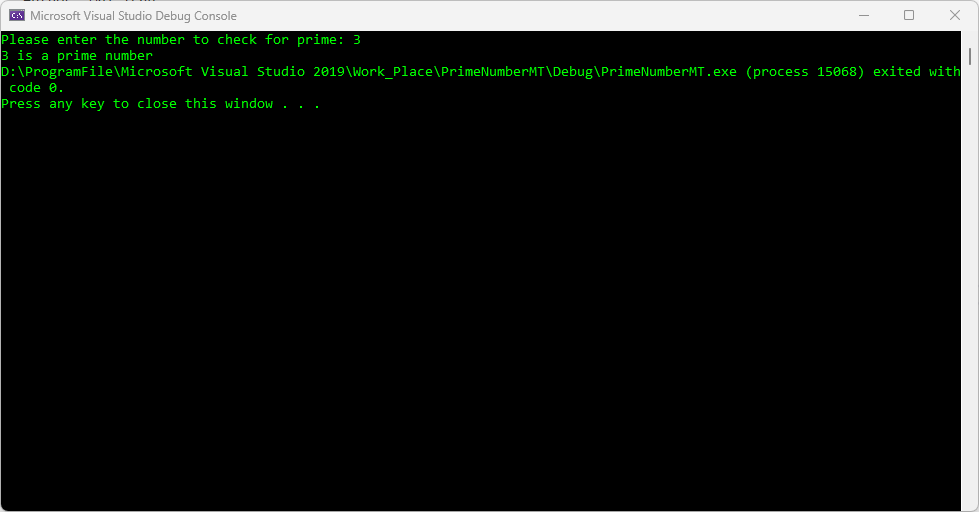 Microsoft Visual Studio Debug Console
Please enter the number to check for prime: 3
3 is a prime number
D:\ProgramFile\Microsoft Visual Studio 2019\Work_Place\PrimeNumberMT\Debug\PrimeNumberMT.exe (process 15068) exited with
code 0.
Press any key to close this window . . .